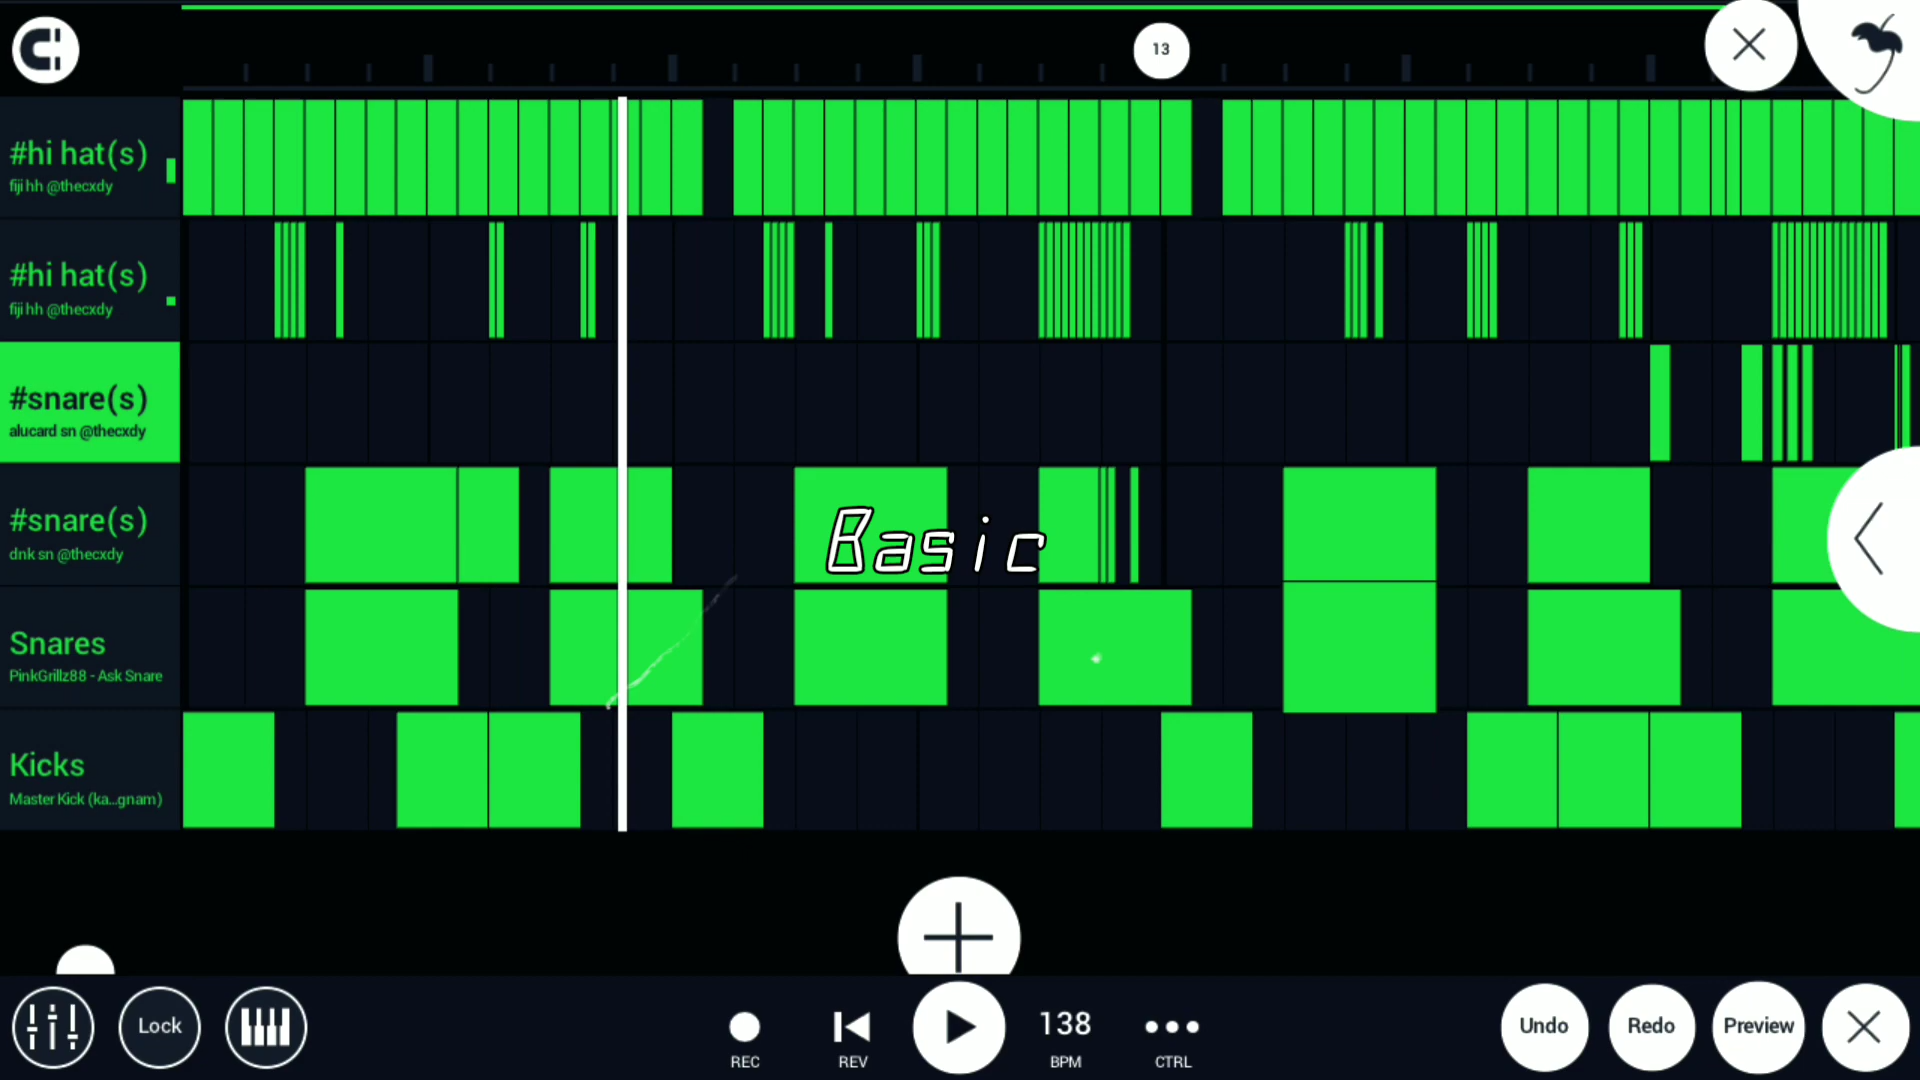 13
#hi hat(s)
fiji hh @thecxdy
#hi hat(s)
fiji hh @thecxdy
#snare(s)
alucard sn @thecxdy
#snare(s)
dnk sn @thecxdy
Basic
Snares
PinkGrillz88 - Ask Snare
Kicks
Master Kick (ka...gnam)
Lock
REC
REV
138
BPM
CTRL
Undo
Redo
Preview